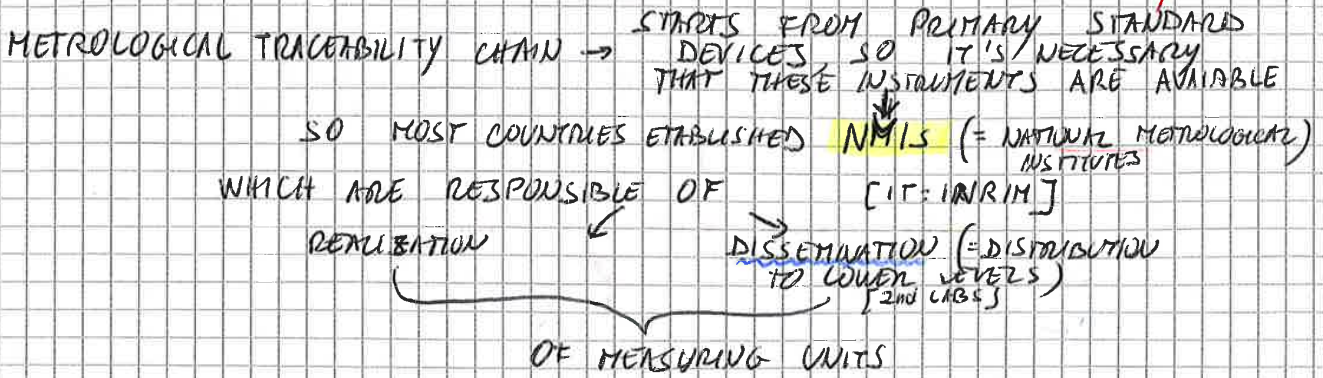 STARTS FROM PRIMARY STANDARD
METROLOGICAL TRACEABILITY CHAIN → DEVICES, SO IT'S NECESSARY
THAT THESE INSTRUMENTS ARE AVAIABLE
SO MOST COUNTRIES ETABLISHED NMIS (= NATIONAL METROLOGICAL
INSTITUTES)
WHICH ARE RESPONSIBLE OF [IT: INRIM]
REALIZATION DISSEMINATION (= DISTRIBUTION
TO LOWER LEVELS)
[2nd LABS]
OF MEASURING UNITS